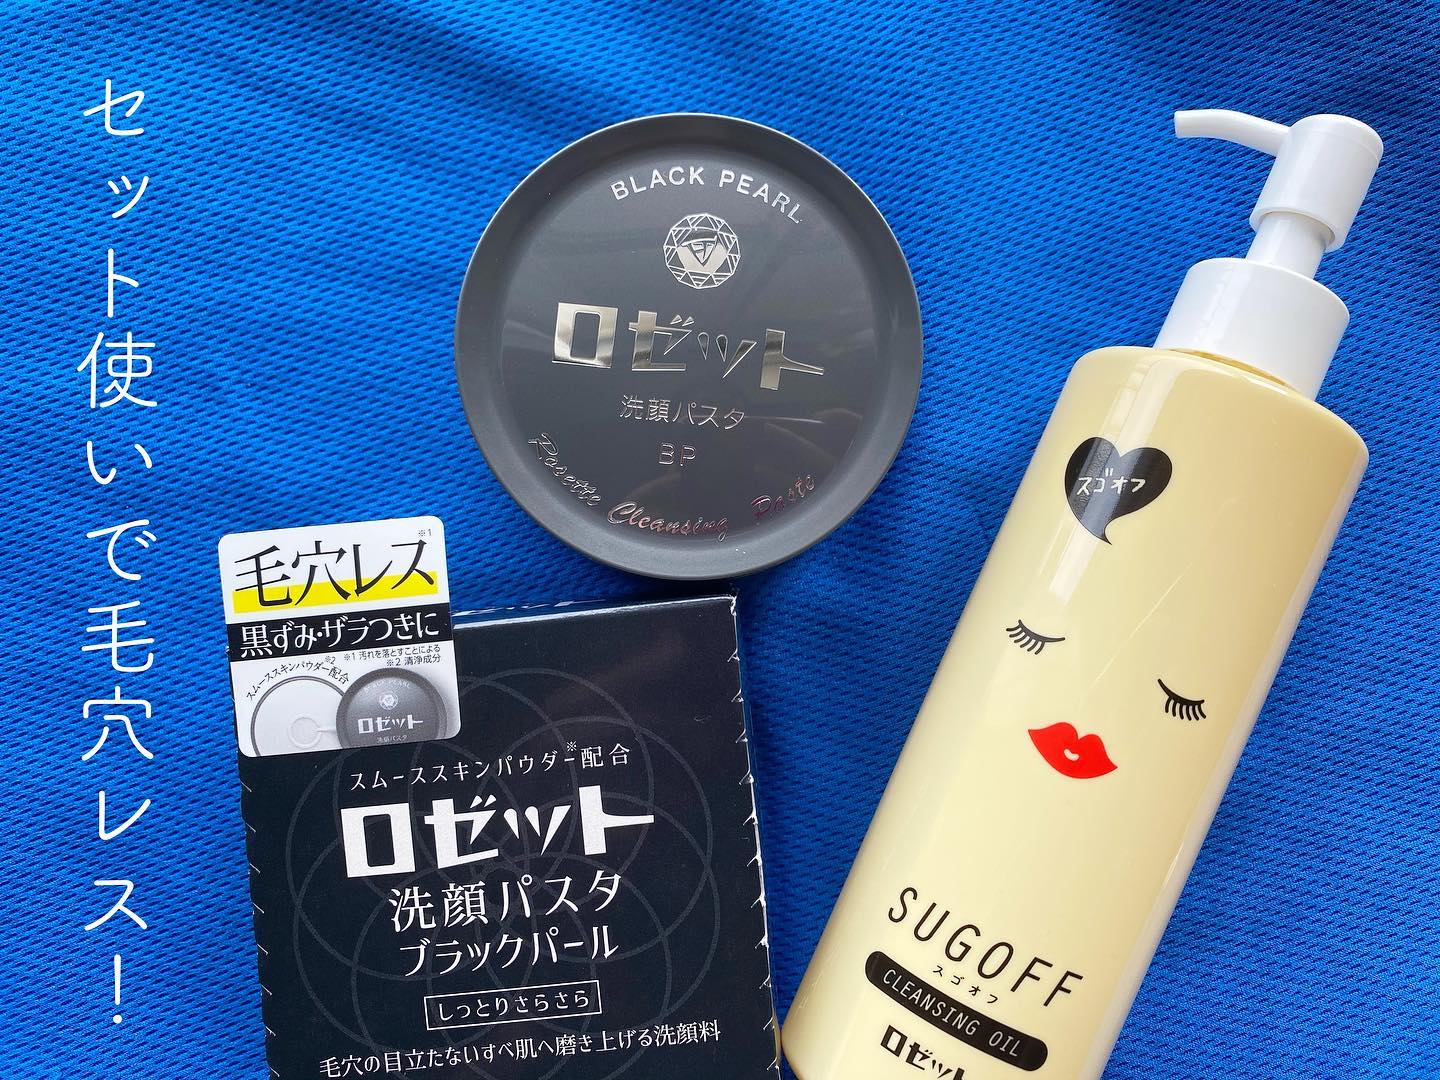 セット使いで毛穴レス!
BLACK PEARL
ロゼット
洗顔パスタ
BP
Rosette Cleansing Paste
毛穴レス※1
黒ずみ・ザラつきに
※1 汚れを落とすことによる
※2 清浄成分
スムーススキンパウダー配合※2
BLACK PEARL
ロゼット
洗顔パスタ
スムーススキンパウダー※配合
ロゼット
洗顔パスタ
ブラックパール
しっとりさらさら
毛穴の目立たないすべ肌へ磨き上げる洗顔料
スゴオフ
SUGOFF
スゴオフ
CLEANSING OIL
ロゼット